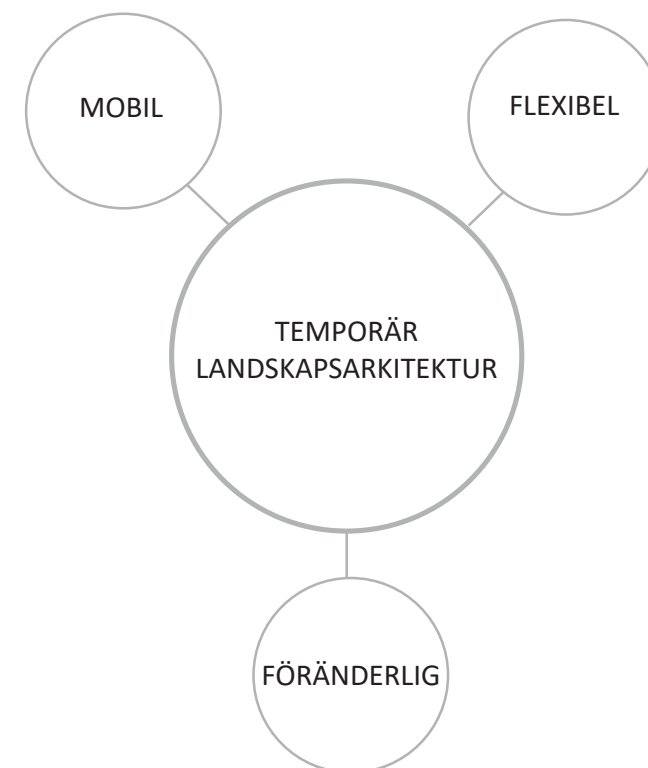 MOBIL
FLEXIBEL
TEMPORÄR
LANDSKAPSARKITEKTUR
FÖRÄNDERLIG